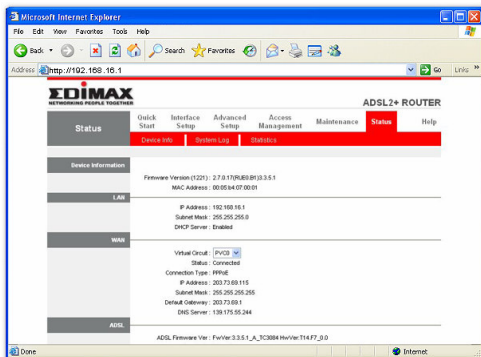 Microsoft Internet Explorer
File Edit View Favorites Tools Help
Back Search Favorites
Address http://192.168.16.1 Go Links »
EDIMAX
NETWORKING PEOPLE TOGETHER
ADSL2+ ROUTER
Status
Quick Start Interface Setup Advanced Setup Access Management Maintenance Status Help
Device Info System Log Statistics
Device Information
Firmware Version (1221) : 2.7.0.17(RUE0.B1)3.3.5.1
MAC Address : 00:05:b4:07:00:01
LAN
IP Address : 192.168.16.1
Subnet Mask : 255.255.255.0
DHCP Server : Enabled
WAN
Virtual Circuit : PVC0
Status : Connected
Connection Type : PPPoE
IP Address : 203.73.69.115
Subnet Mask : 255.255.255.255
Default Gateway : 203.73.69.1
DNS Server : 139.175.55.244
ADSL
ADSL Firmware Ver : FwVer:3.3.5.1_A_TC3084 HwVer:T14.F7_0.0
Done Internet